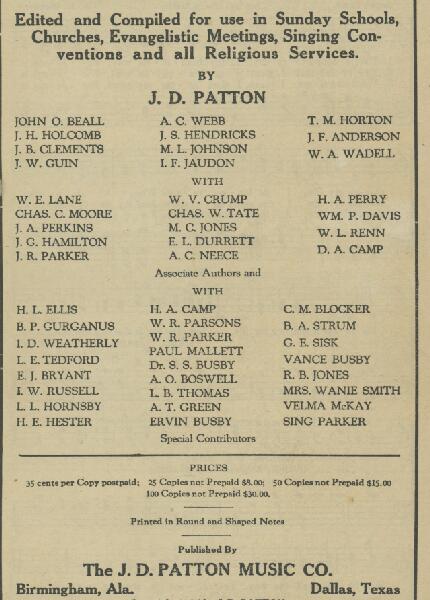 Edited and Compiled for use in Sunday Schools,
Churches, Evangelistic Meetings, Singing Con-
ventions and all Religious Services.
BY
J. D. PATTON
JOHN O. BEALL A. C. WEBB T. M. HORTON
J. H. HOLCOMB J. S. HENDRICKS J. F. ANDERSON
J. B. CLEMENTS M. L. JOHNSON W. A. WADELL
J. W. GUIN I. F. JAUDON
WITH
W. E. LANE W. V. CRUMP H. A. PERRY
CHAS. C. MOORE CHAS. W. TATE WM. P. DAVIS
J. A. PERKINS M. C. JONES W. L. RENN
J. G. HAMILTON E. L. DURRETT D. A. CAMP
J. R. PARKER A. C. NEECE
Associate Authors and
WITH
H. L. ELLIS H. A. CAMP C. M. BLOCKER
B. P. GURGANUS W. R. PARSONS B. A. STRUM
I. D. WEATHERLY W. R. PARKER G. E. SISK
L. E. TEDFORD PAUL MALLETT VANCE BUSBY
E. J. BRYANT Dr. S. S. BUSBY R. B. JONES
I. W. RUSSELL A. O. BOSWELL MRS. WANIE SMITH
L. L. HORNSBY L. B. THOMAS VELMA McKAY
H. E. HESTER A. T. GREEN SING PARKER
ERVIN BUSBY
Special Contributors
PRICES
35 cents per Copy postpaid; 25 Copies not Prepaid $8.00; 50 Copies not Prepaid $15.00
100 Copies not Prepaid $30.00.
Printed in Round and Shaped Notes
Published By
The J. D. PATTON MUSIC CO.
Birmingham, Ala. Dallas, Texas